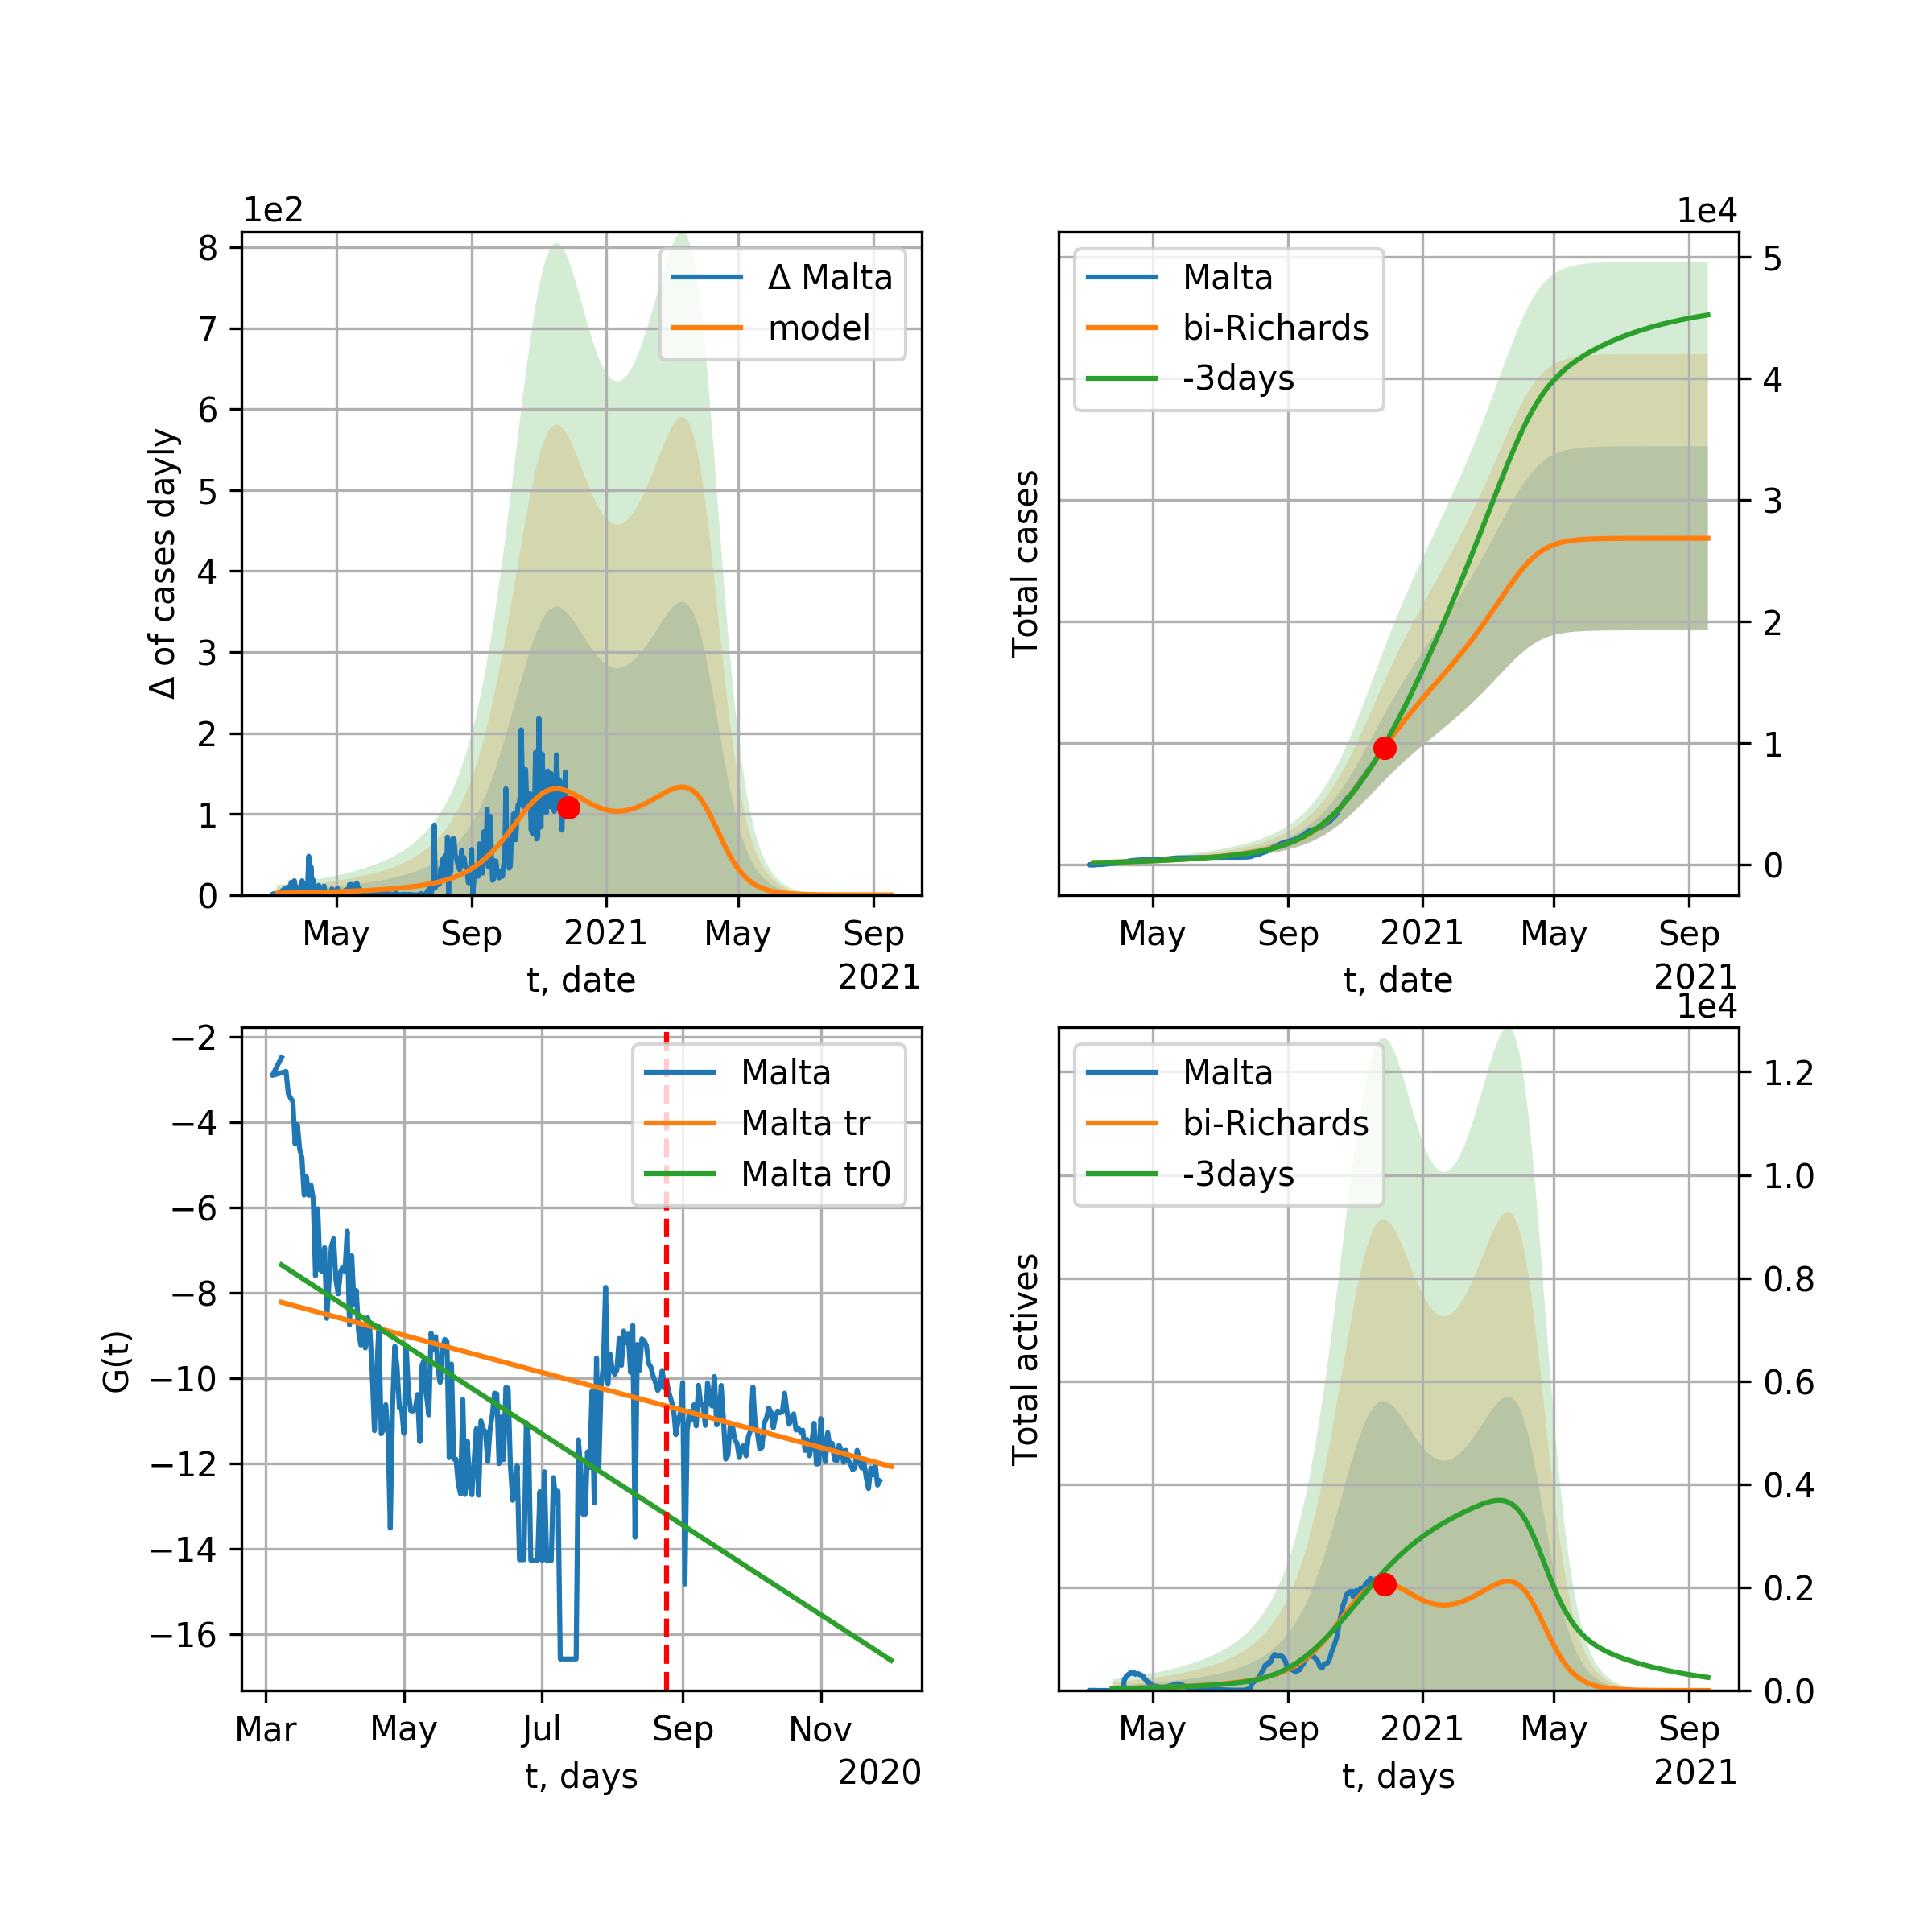 1e2
8
7
6
5
4
3
2
1
0
Δ of cases dayly
Δ Malta
model
May
Sep
2021
May
Sep
2021
t, date
1e4
5
4
3
2
1
0
Total cases
Malta
bi-Richards
-3days
May
Sep
2021
May
Sep
2021
t, date
−2
−4
−6
−8
−10
−12
−14
−16
G(t)
Malta
Malta tr
Malta tr0
Mar
May
Jul
Sep
Nov
2020
t, days
1e4
1.2
1.0
0.8
0.6
0.4
0.2
0.0
Total actives
Malta
bi-Richards
-3days
May
Sep
2021
May
Sep
2021
t, days